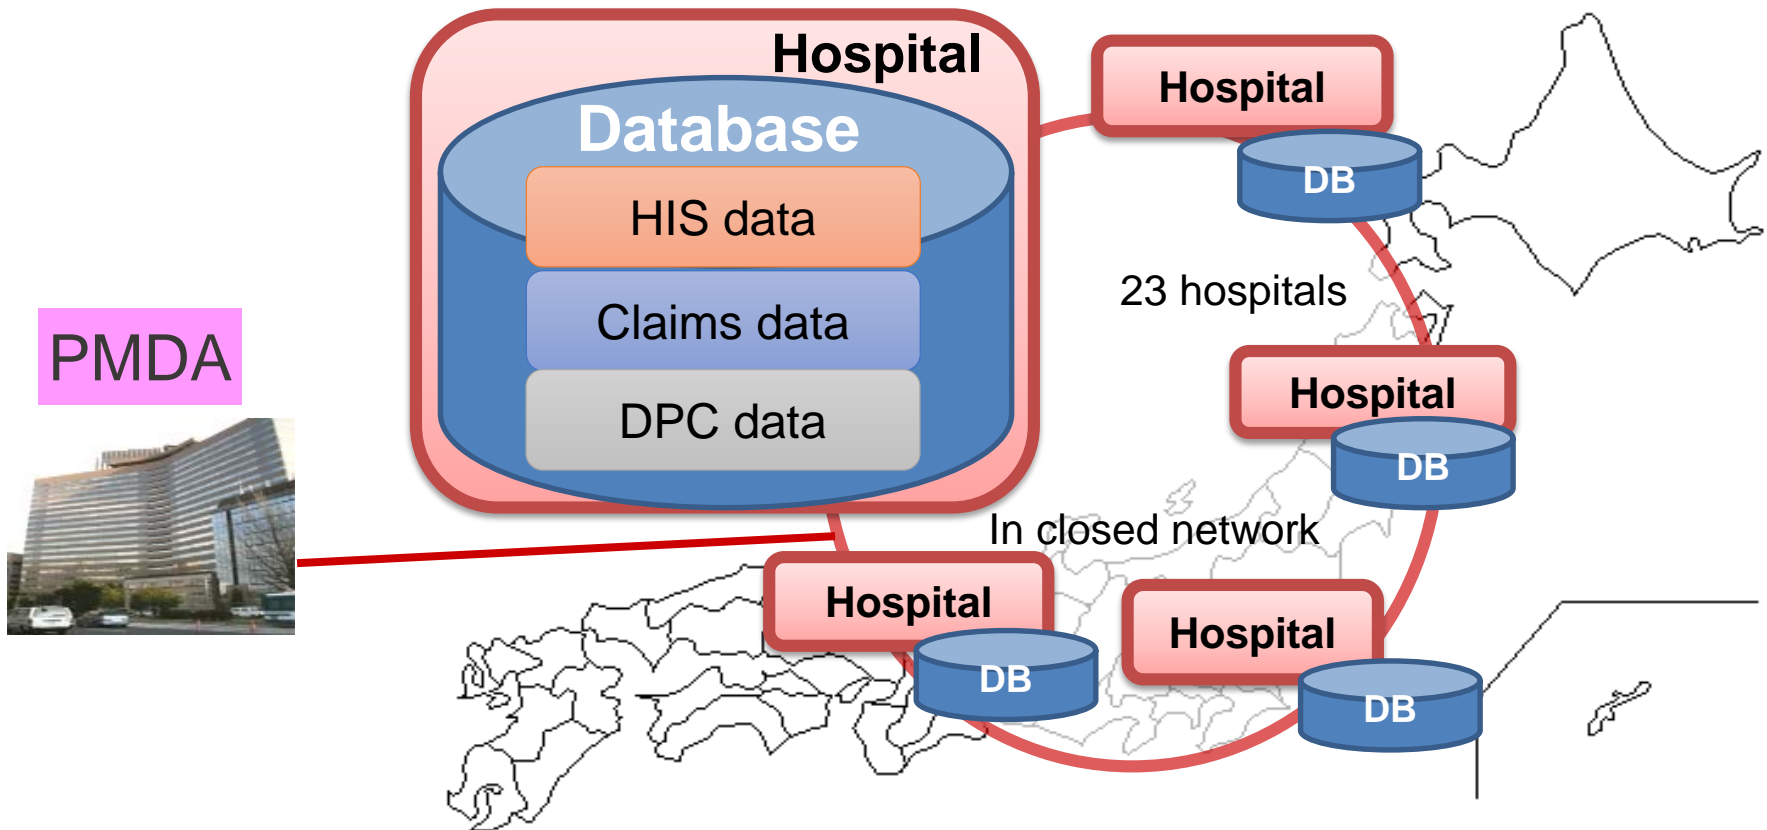 Hospital
Database
HIS data
Claims data
DPC data
PMDA
Hospital
DB
23 hospitals
Hospital
DB
In closed network
Hospital
DB
Hospital
DB